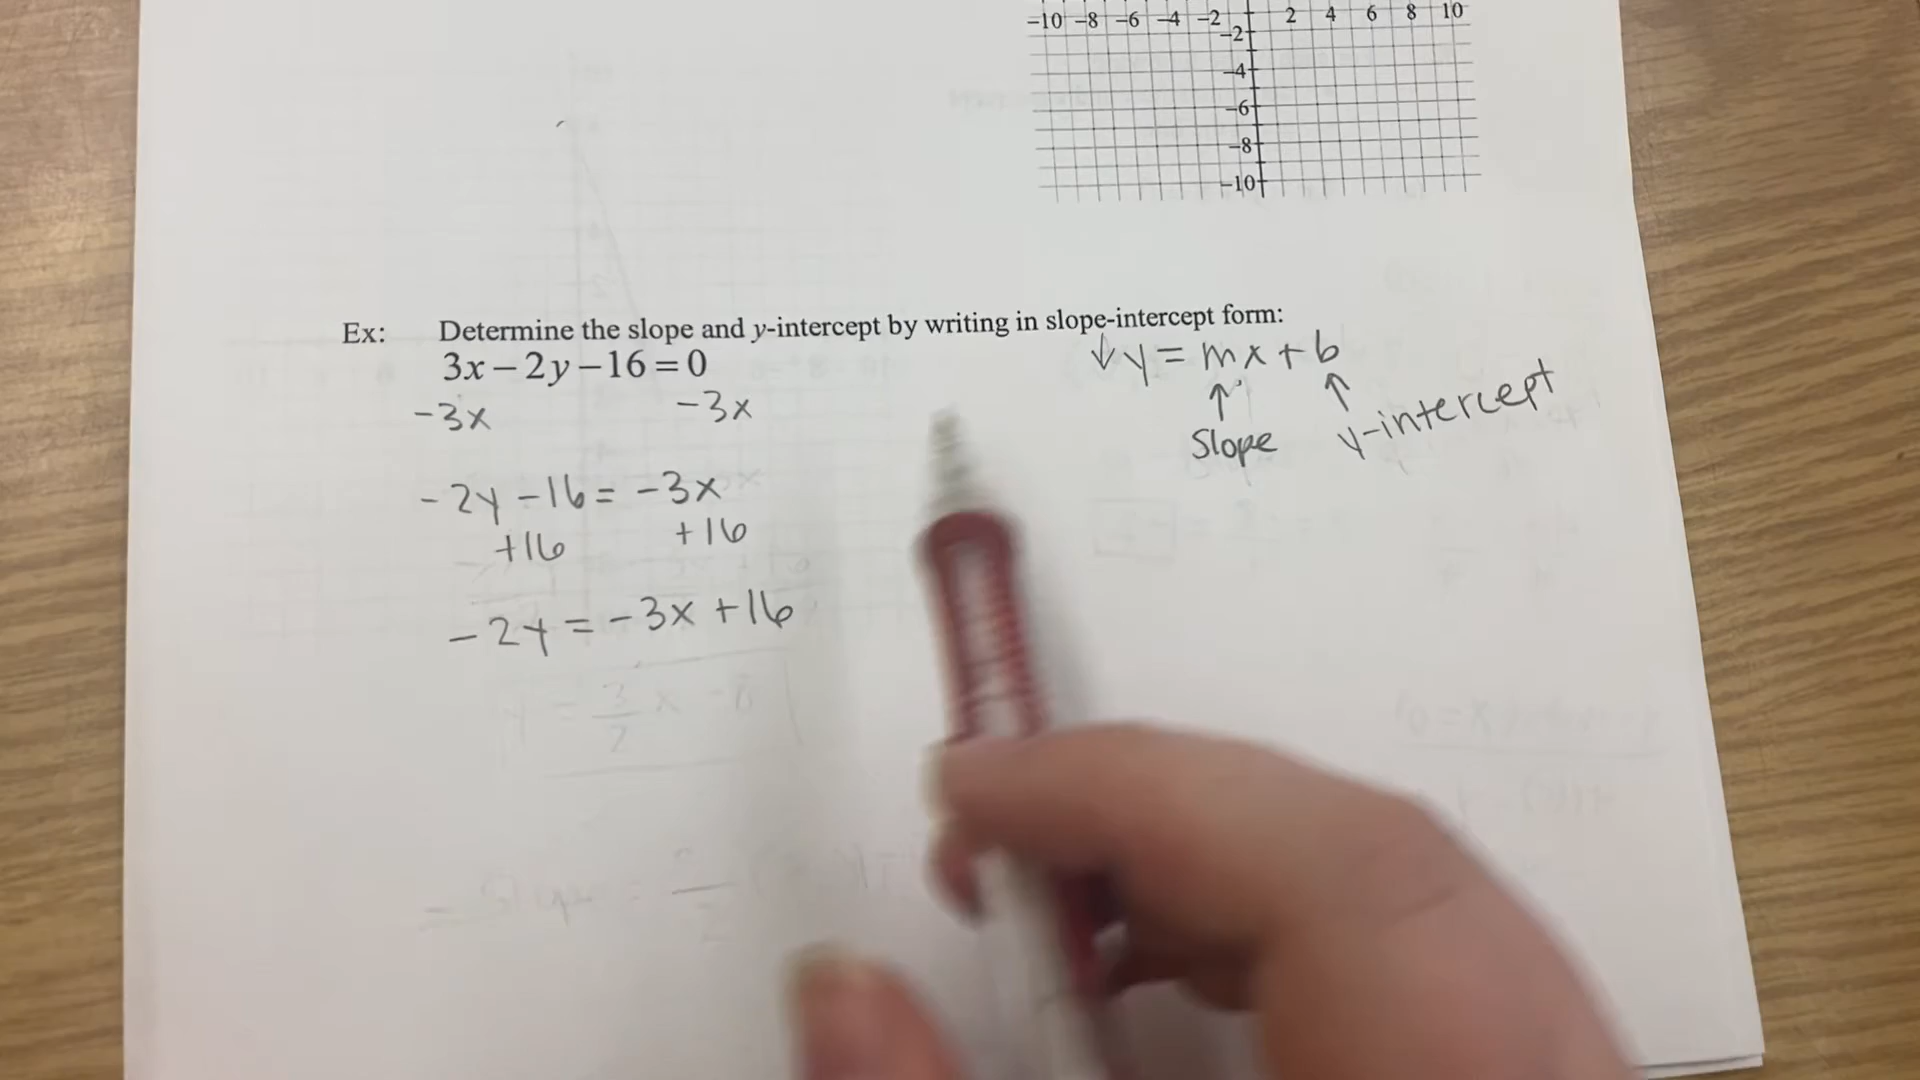 -10 -8 -6 -4 -2 2 4 6 8 10
-2
-4
-6
-8
-10
Ex: Determine the slope and y-intercept by writing in slope-intercept form:
3x - 2y - 16 = 0
↓ y = mx + b
-3x -3x
↑ ↑
Slope y-intercept
-2y - 16 = -3x
+16 +16
-2y = -3x + 16